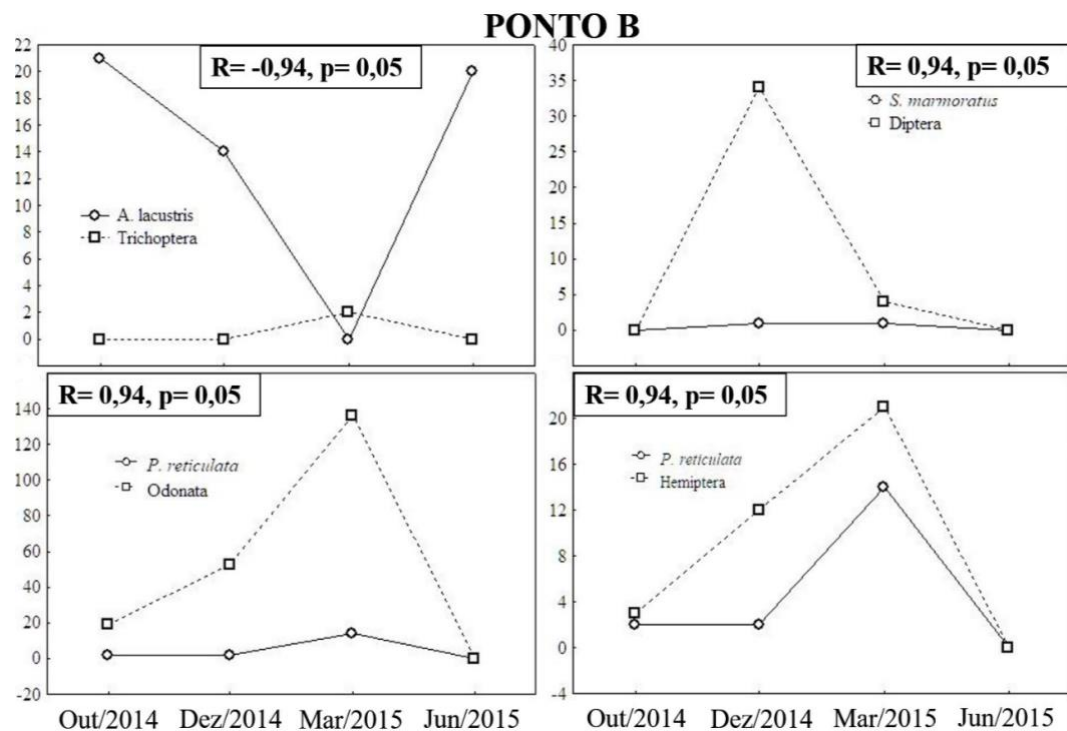 PONTO B
R= -0,94, p= 0,05
22
20
18
16
14
12
10
8
6
4
2
0
A. lacustris
Trichoptera
R= 0,94, p= 0,05
40
35
30
25
20
15
10
5
0
S. marmoratus
Diptera
R= 0,94, p= 0,05
140
120
100
80
60
40
20
0
-20
P. reticulata
Odonata
Out/2014 Dez/2014 Mar/2015 Jun/2015
R= 0,94, p= 0,05
20
16
12
8
4
0
-4
P. reticulata
Hemiptera
Out/2014 Dez/2014 Mar/2015 Jun/2015